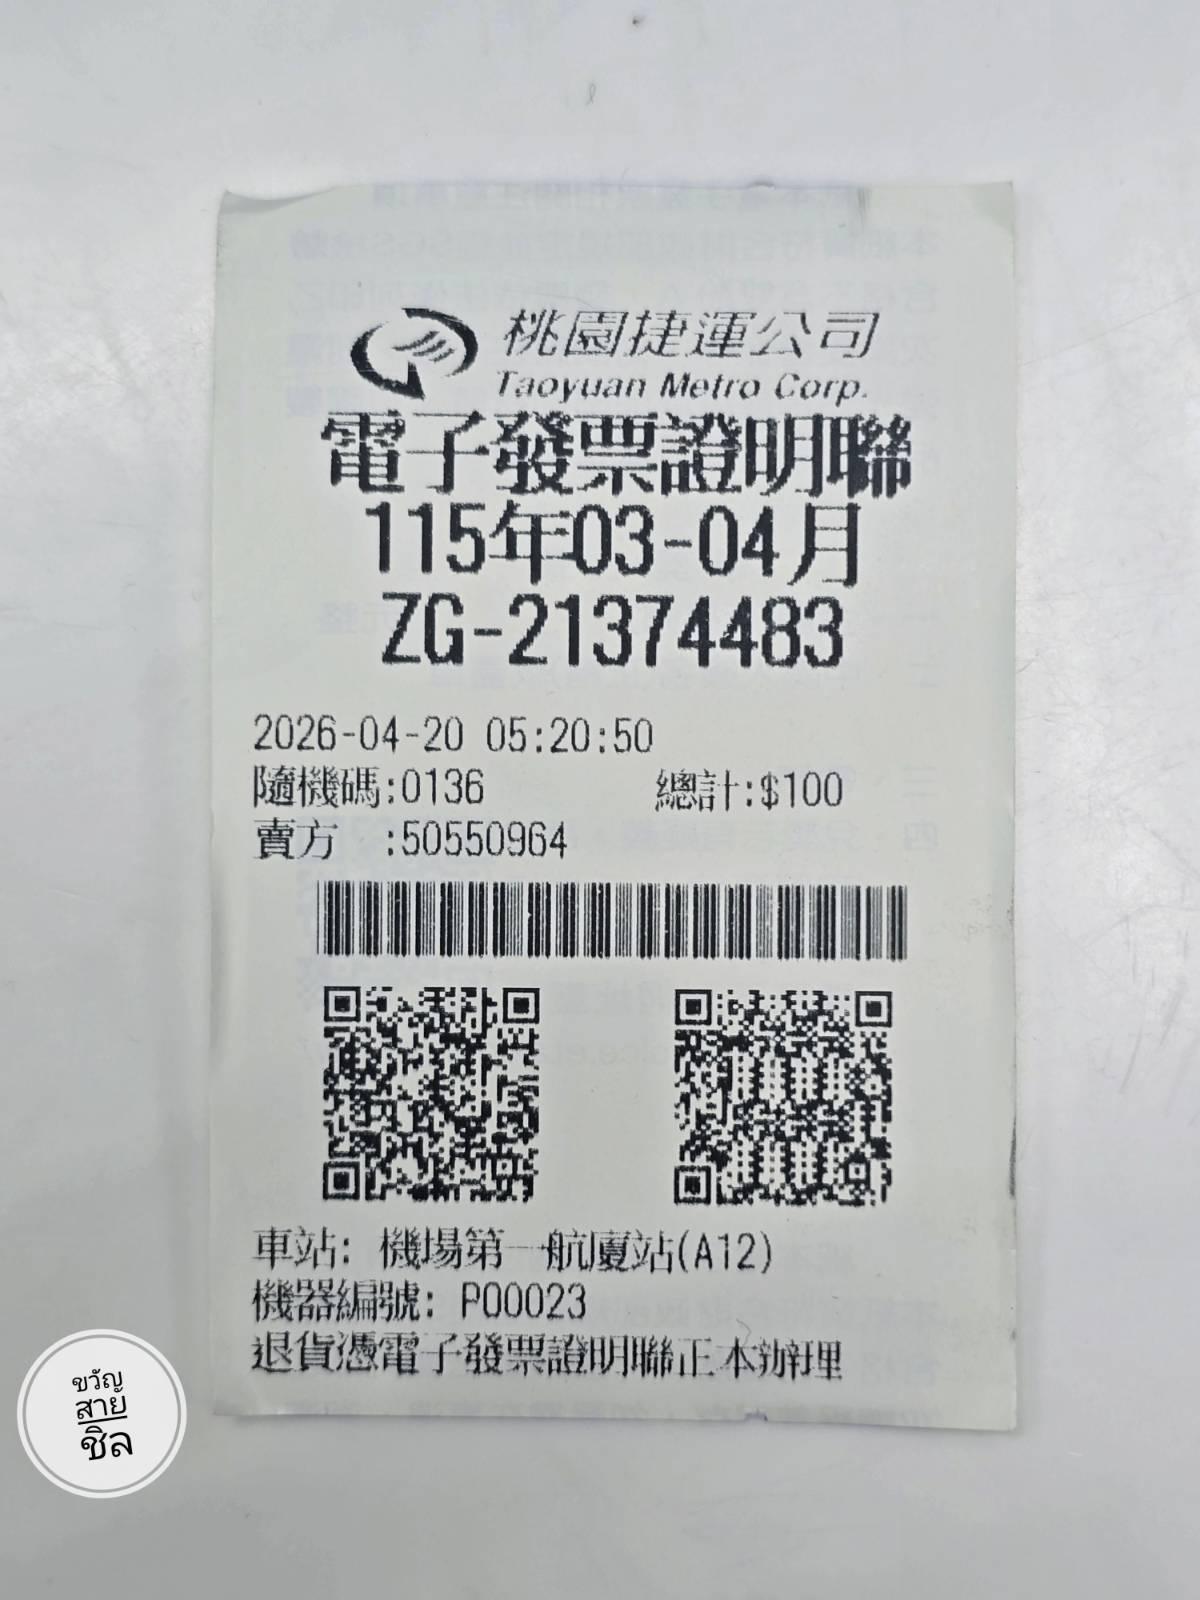 桃園捷運公司
Taoyuan Metro Corp.
電子發票證明聯
115年03-04月
ZG-21374483
2026-04-20 05:20:50
隨機碼:0136 總計:$100
賣方 :50550964
車站: 機場第一航廈站(A12)
機器編號: P00023
退貨憑電子發票證明聯正本辦理
ขวัญ
สาย
ชิล